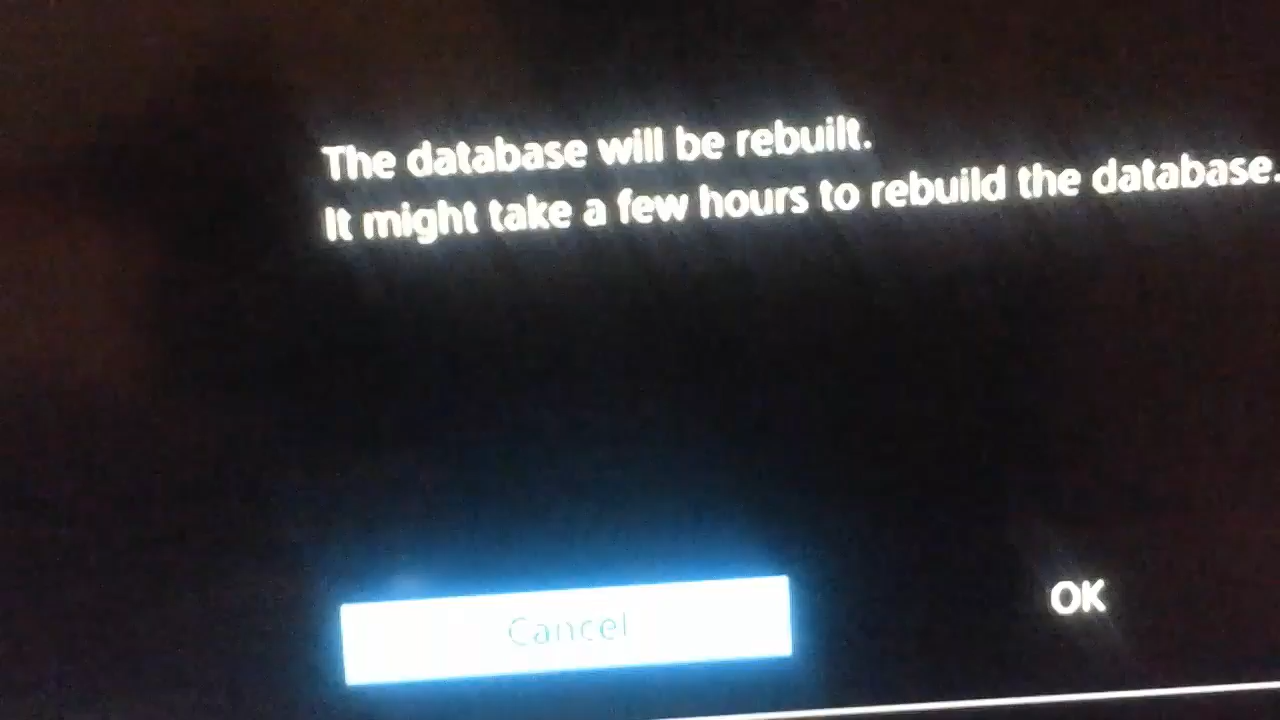 The database will be rebuilt.
It might take a few hours to rebuild the database.
Cancel
OK